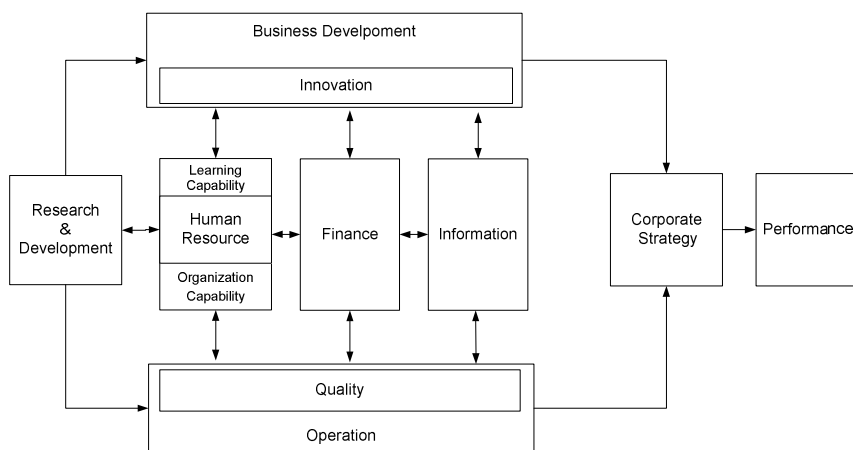 Business Develpoment
Innovation
Learning
Capability
Research
&
Development
Human
Resource
Organization
Capability
Finance
Information
Corporate
Strategy
Performance
Quality
Operation